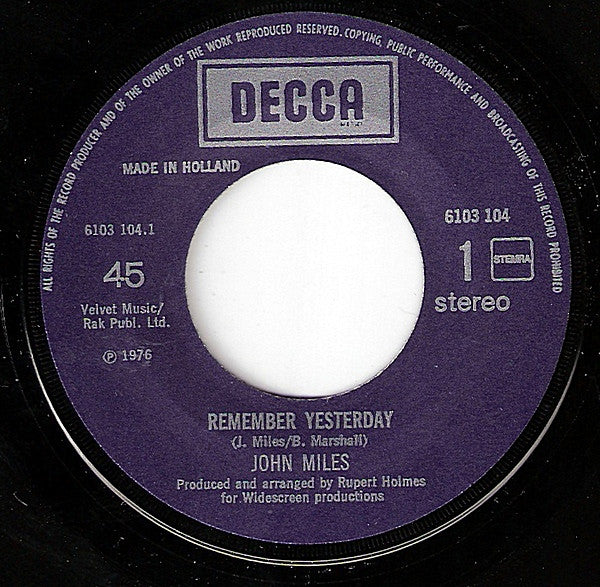 ALL RIGHTS OF THE RECORD PRODUCER AND OF THE OWNER OF THE WORK REPRODUCED RESERVED. COPYING, PUBLIC PERFORMANCE AND BROADCASTING OF THIS RECORD PROHIBITED
DECCA
MADE IN HOLLAND
6103 104.1
6103 104
45
1
STEMRA
stereo
Velvet Music/
Rak Publ. Ltd.
℗ 1976
REMEMBER YESTERDAY
(J. Miles/B. Marshall)
JOHN MILES
Produced and arranged by Rupert Holmes
for Widescreen productions